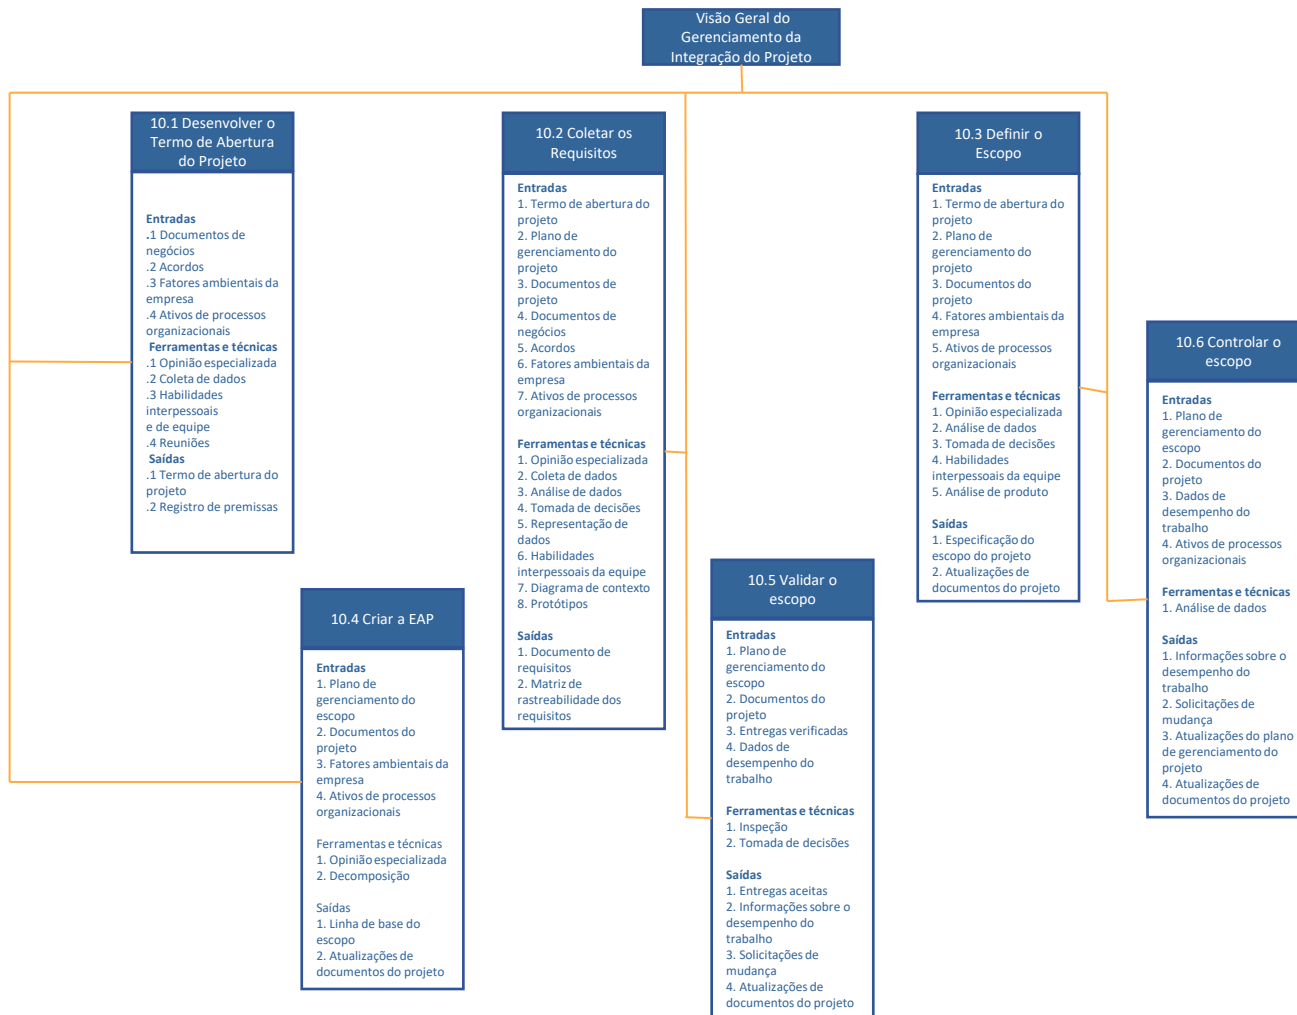 Visão Geral do
Gerenciamento da
Integração do Projeto
10.1 Desenvolver o
Termo de Abertura
do Projeto
Entradas
.1 Documentos de
negócios
.2 Acordos
.3 Fatores ambientais da
empresa
.4 Ativos de processos
organizacionais
Ferramentas e técnicas
.1 Opinião especializada
.2 Coleta de dados
.3 Habilidades
interpessoais
e de equipe
.4 Reuniões
Saídas
.1 Termo de abertura do
projeto
.2 Registro de premissas
10.2 Coletar os
Requisitos
Entradas
1. Termo de abertura do
projeto
2. Plano de
gerenciamento do
projeto
3. Documentos de
projeto
4. Documentos de
negócios
5. Acordos
6. Fatores ambientais da
empresa
7. Ativos de processos
organizacionais
Ferramentas e técnicas
1. Opinião especializada
2. Coleta de dados
3. Análise de dados
4. Tomada de decisões
5. Representação de
dados
6. Habilidades
interpessoais da equipe
7. Diagrama de contexto
8. Protótipos
Saídas
1. Documento de
requisitos
2. Matriz de
rastreabilidade dos
requisitos
10.3 Definir o
Escopo
Entradas
1. Termo de abertura do
projeto
2. Plano de
gerenciamento do
projeto
3. Documentos do
projeto
4. Fatores ambientais da
empresa
5. Ativos de processos
organizacionais
Ferramentas e técnicas
1. Opinião especializada
2. Análise de dados
3. Tomada de decisões
4. Habilidades
interpessoais da equipe
5. Análise de produto
Saídas
1. Especificação do
escopo do projeto
2. Atualizações de
documentos do projeto
10.4 Criar a EAP
Entradas
1. Plano de
gerenciamento do
escopo
2. Documentos do
projeto
3. Fatores ambientais da
empresa
4. Ativos de processos
organizacionais
Ferramentas e técnicas
1. Opinião especializada
2. Decomposição
Saídas
1. Linha de base do
escopo
2. Atualizações de
documentos do projeto
10.5 Validar o
escopo
Entradas
1. Plano de
gerenciamento do
escopo
2. Documentos do
projeto
3. Entregas verificadas
4. Dados de
desempenho do
trabalho
Ferramentas e técnicas
1. Inspeção
2. Tomada de decisões
Saídas
1. Entregas aceitas
2. Informações sobre o
desempenho do
trabalho
3. Solicitações de
mudança
4. Atualizações de
documentos do projeto
10.6 Controlar o
escopo
Entradas
1. Plano de
gerenciamento do
escopo
2. Documentos do
projeto
3. Dados de
desempenho do
trabalho
4. Ativos de processos
organizacionais
Ferramentas e técnicas
1. Análise de dados
Saídas
1. Informações sobre o
desempenho do
trabalho
2. Solicitações de
mudança
3. Atualizações do plano
de gerenciamento do
projeto
4. Atualizações de
documentos do projeto